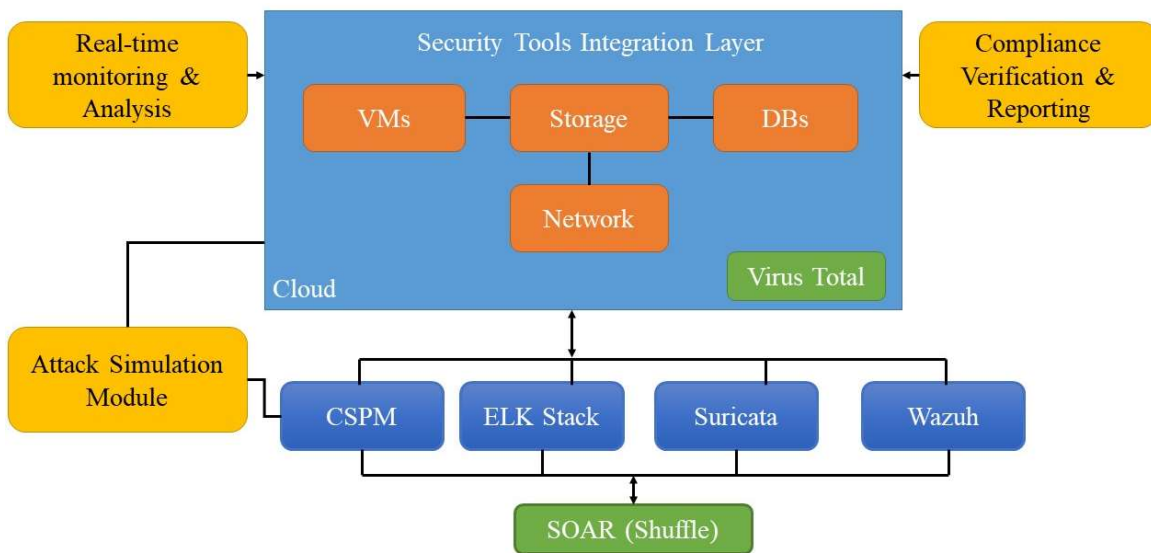 Real-time
monitoring &
Analysis
Security Tools Integration Layer
Compliance
Verification &
Reporting
VMs
Storage
DBs
Network
Virus Total
Cloud
Attack Simulation
Module
CSPM
ELK Stack
Suricata
Wazuh
SOAR (Shuffle)